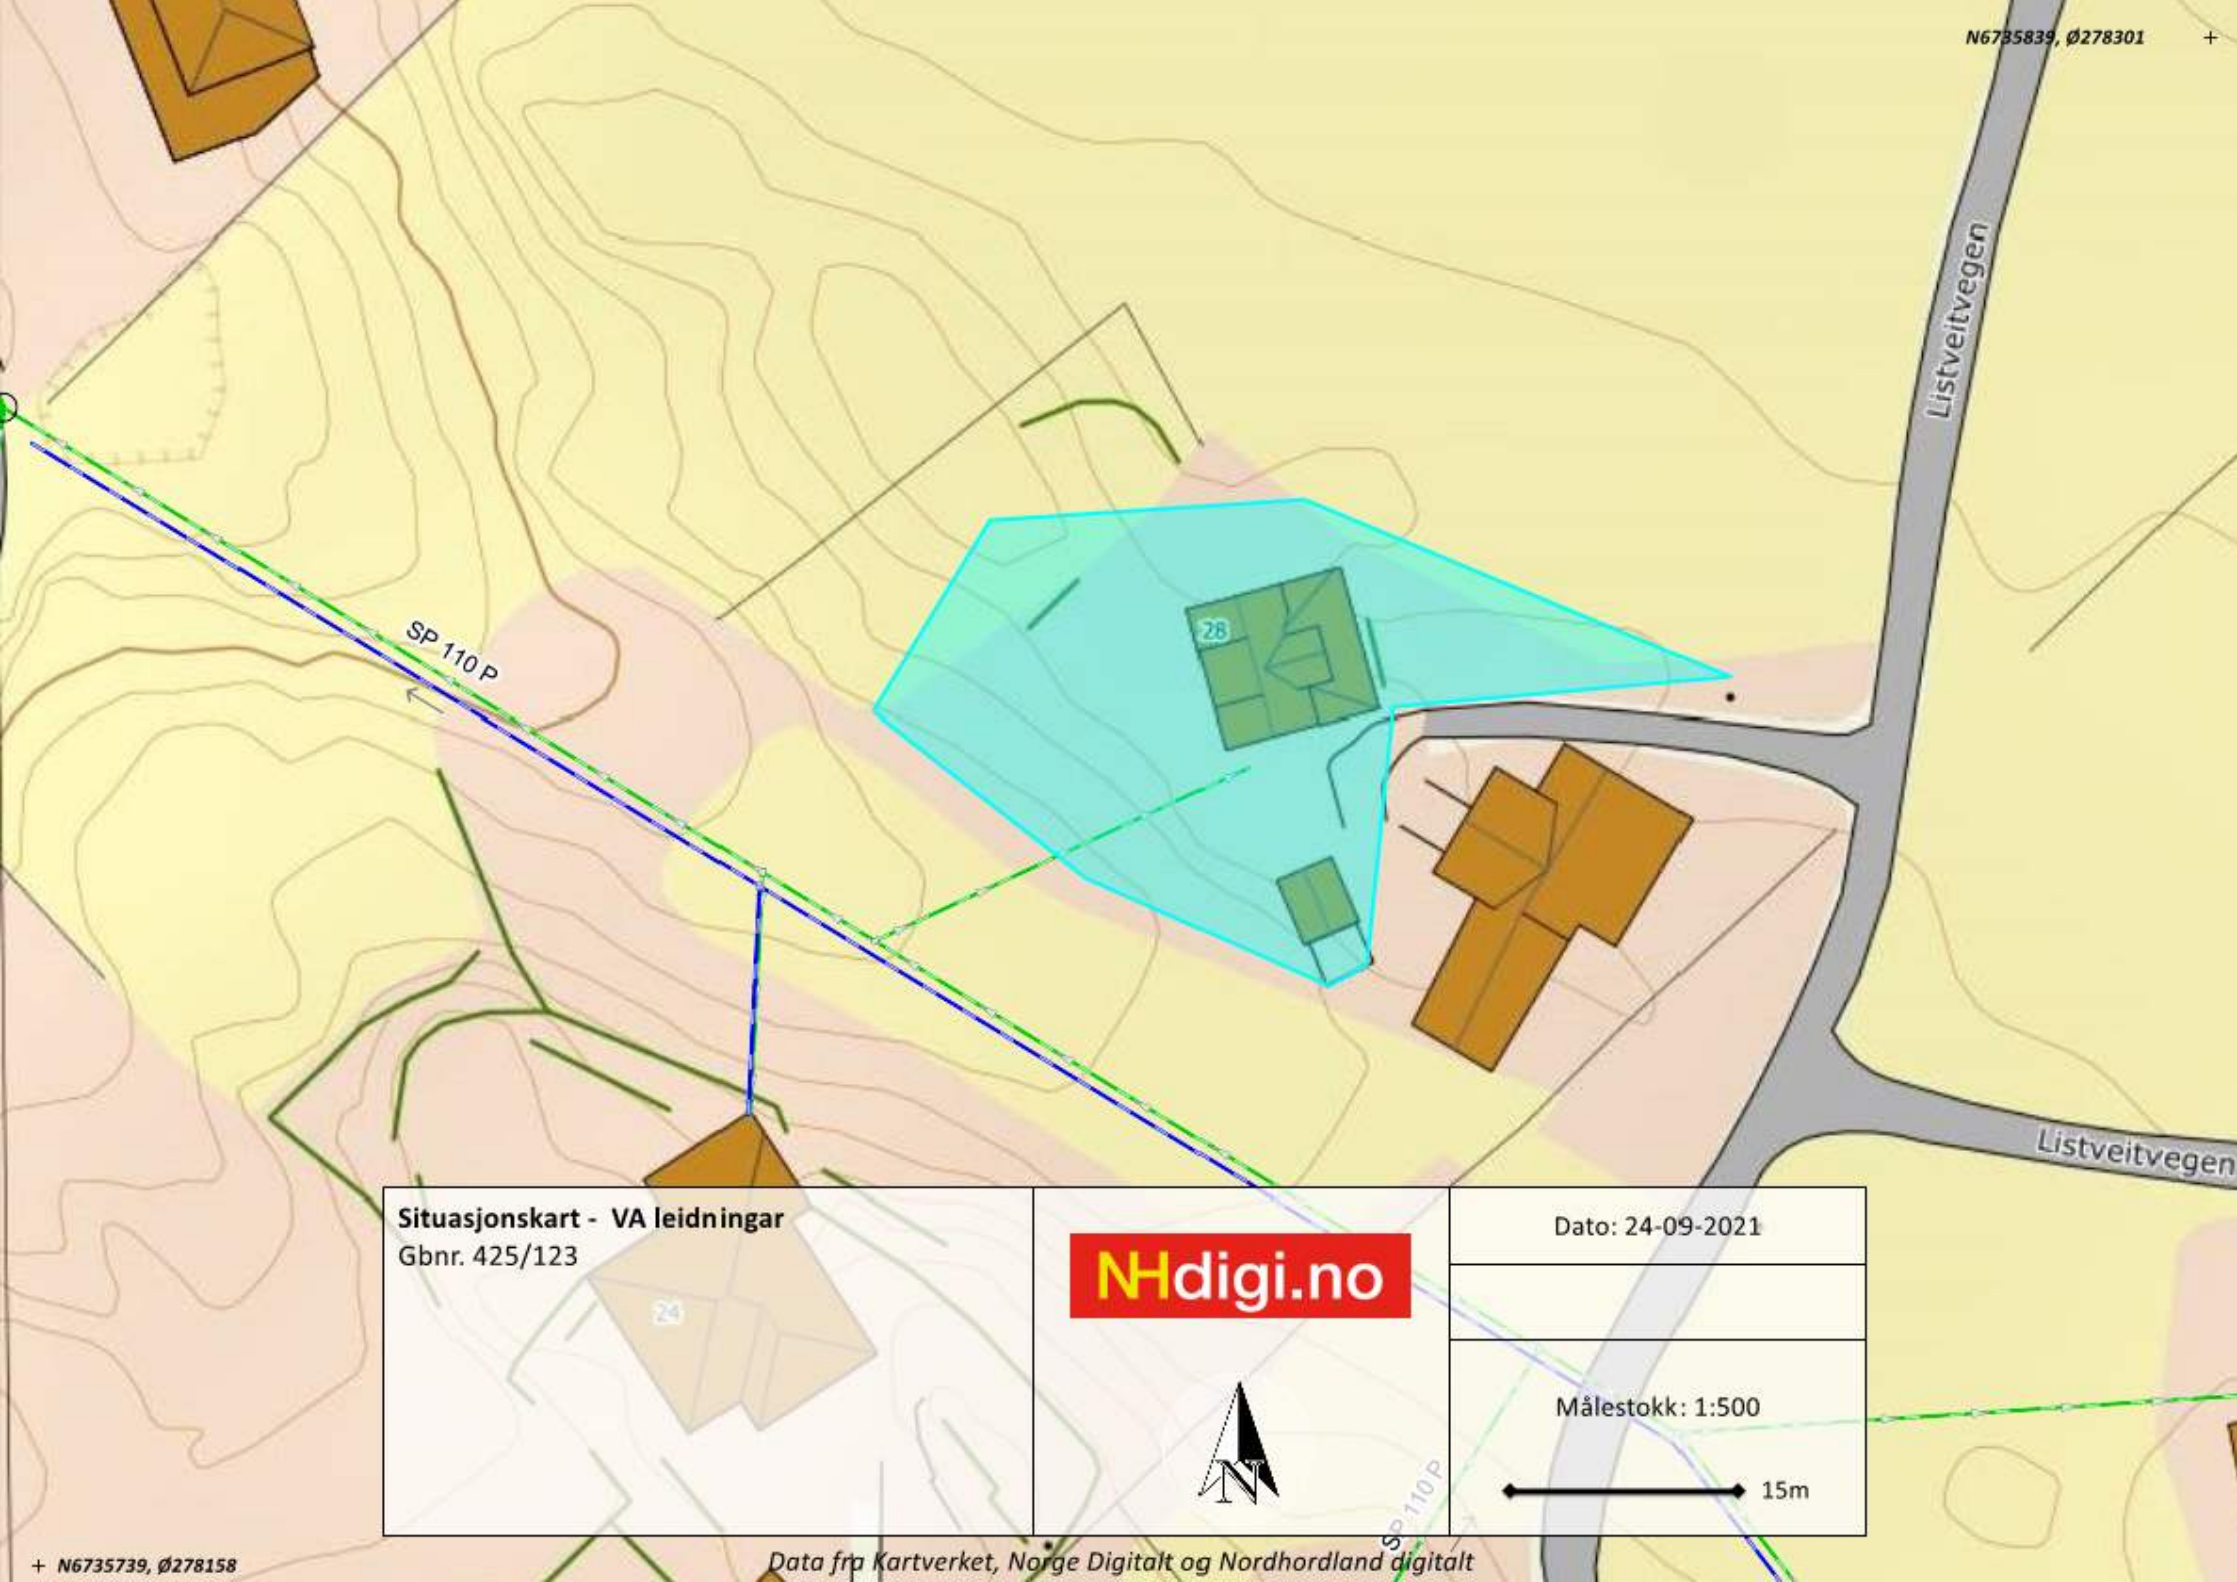 N6735839, Ø278301
Listveitvegen
28
SP 110 P
Listveitvegen
Situasjonskart - VA leidningar
Gbnr. 425/123
24
NHdigi.no
N
Dato: 24-09-2021
Målestokk: 1:500
15m
SP 110 P
N6735739, Ø278158
Data fra Kartverket, Norge Digitalt og Nordhordland digitalt